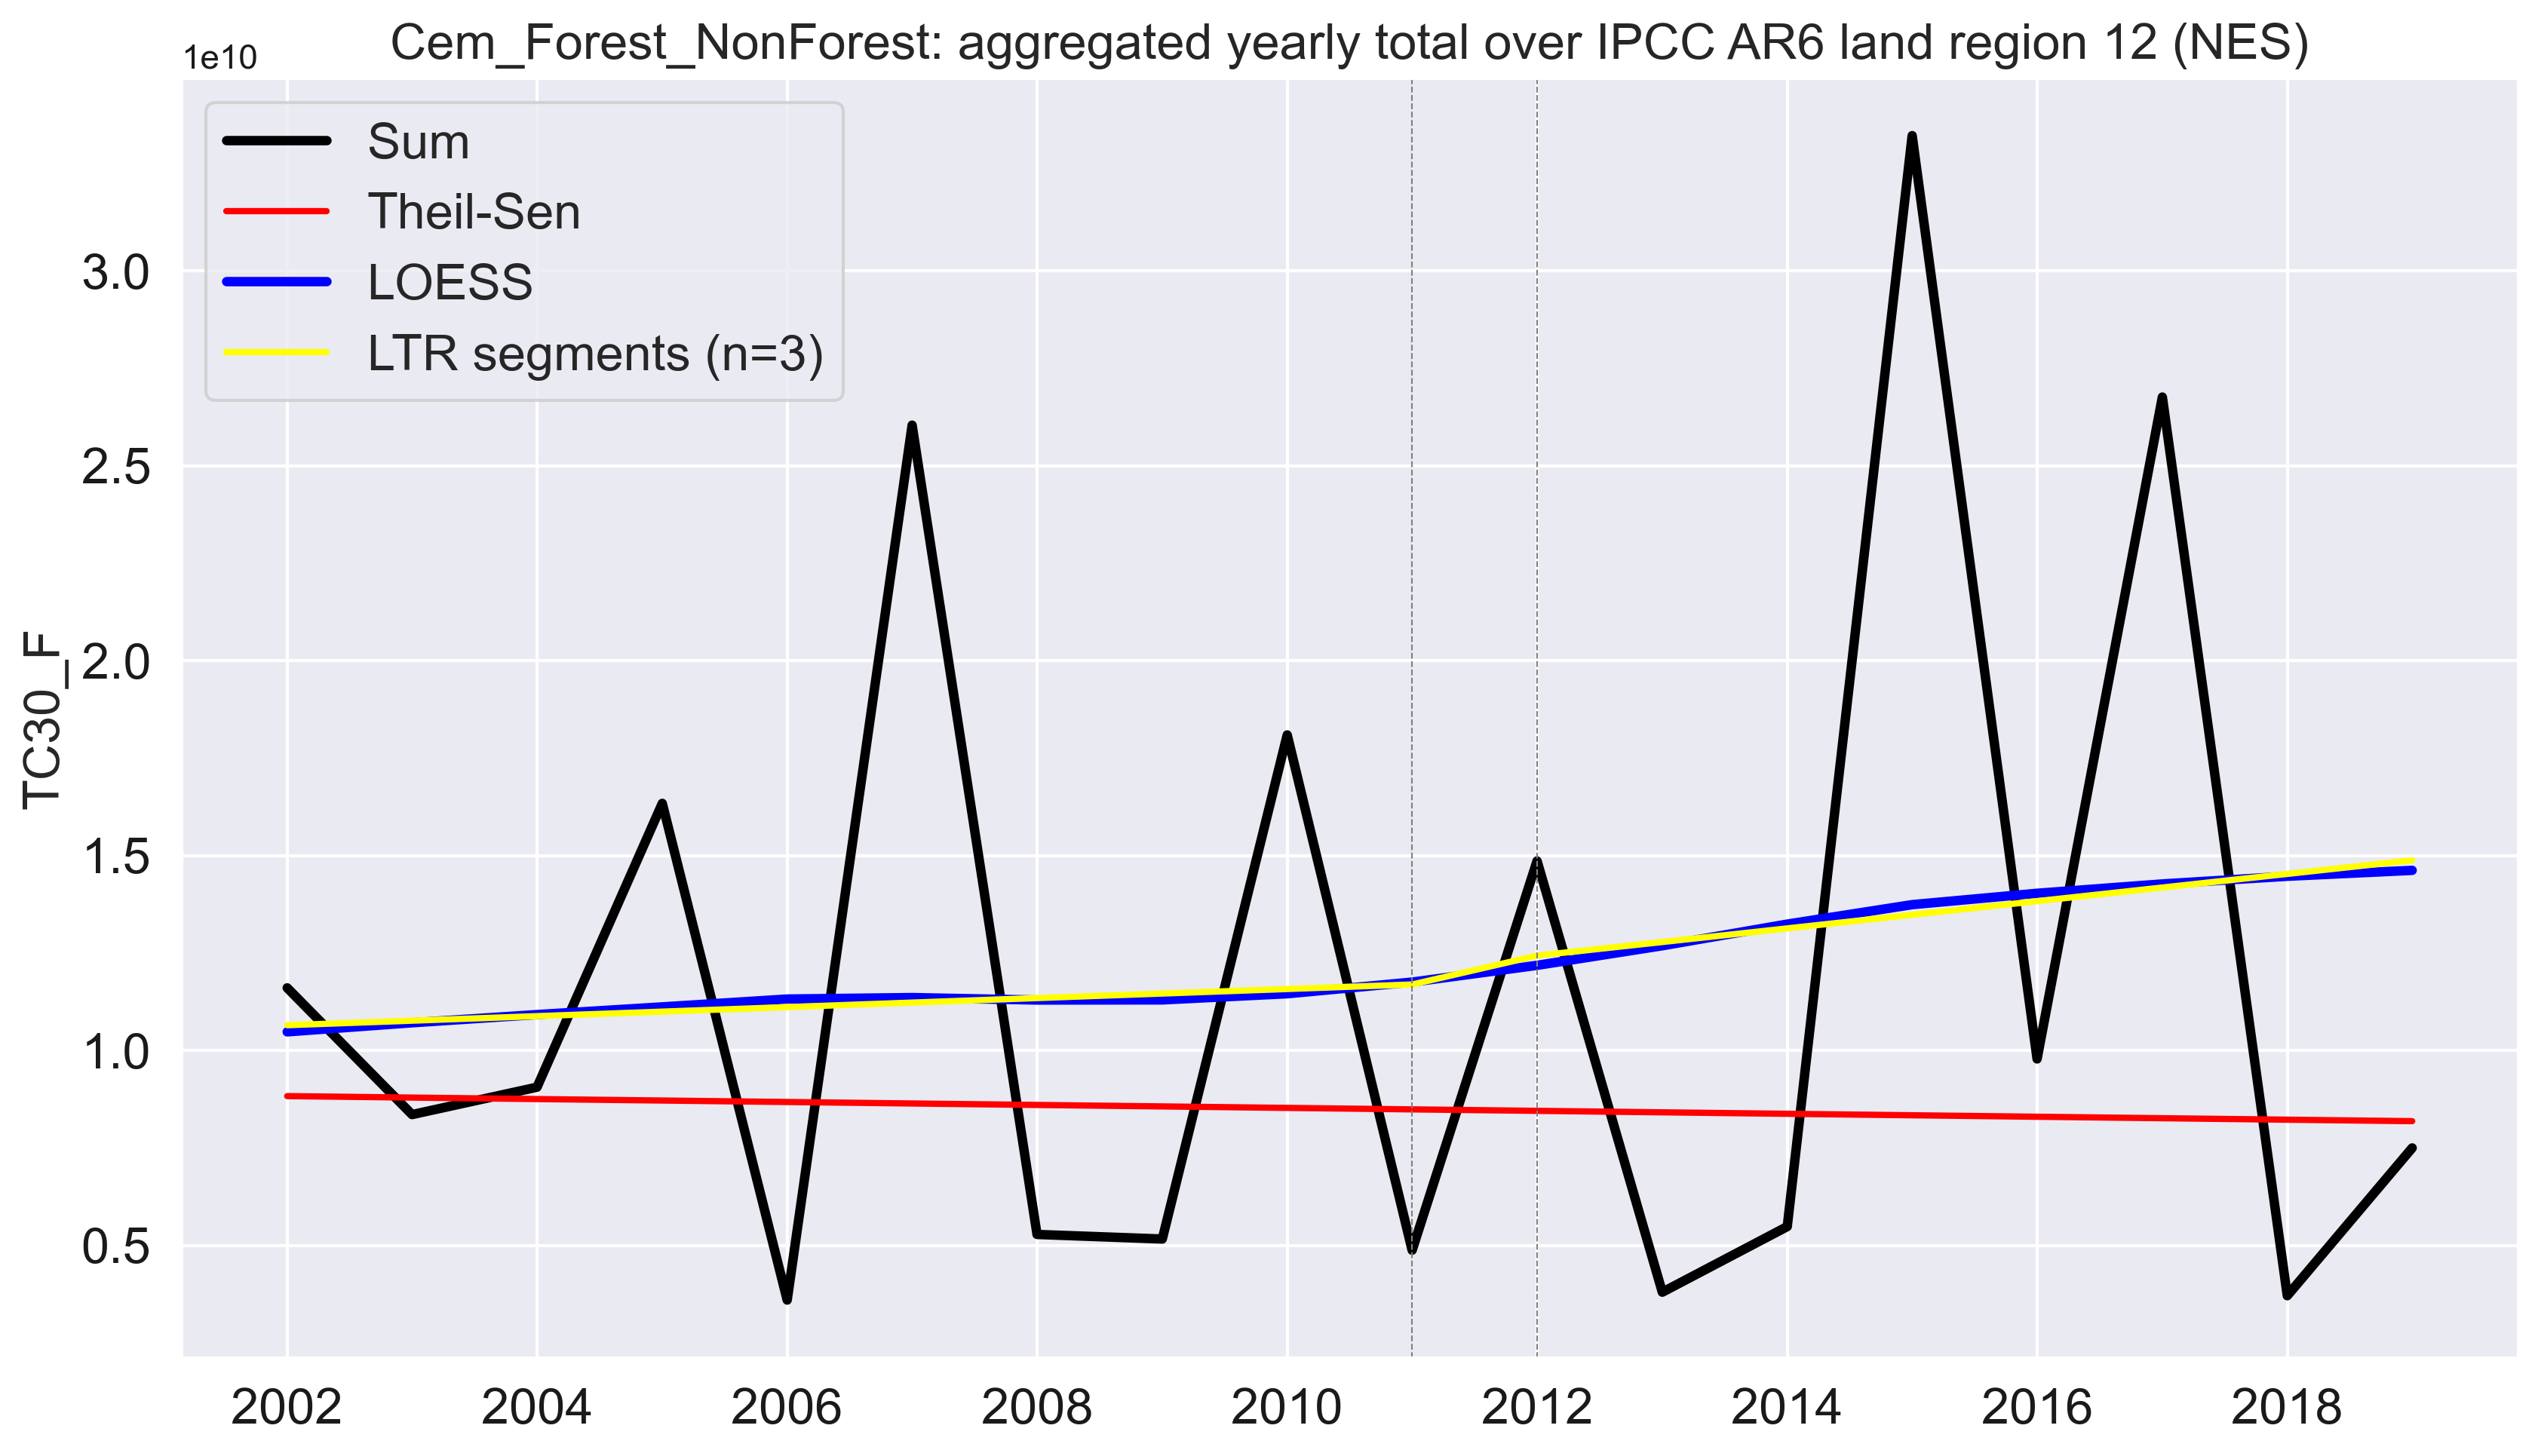 Cem_Forest_NonForest: aggregated yearly total over IPCC AR6 land region 12 (NES)
1e10
Sum
Theil-Sen
LOESS
LTR segments (n=3)
TC30_F
3.0
2.5
2.0
1.5
1.0
0.5
2002 2004 2006 2008 2010 2012 2014 2016 2018